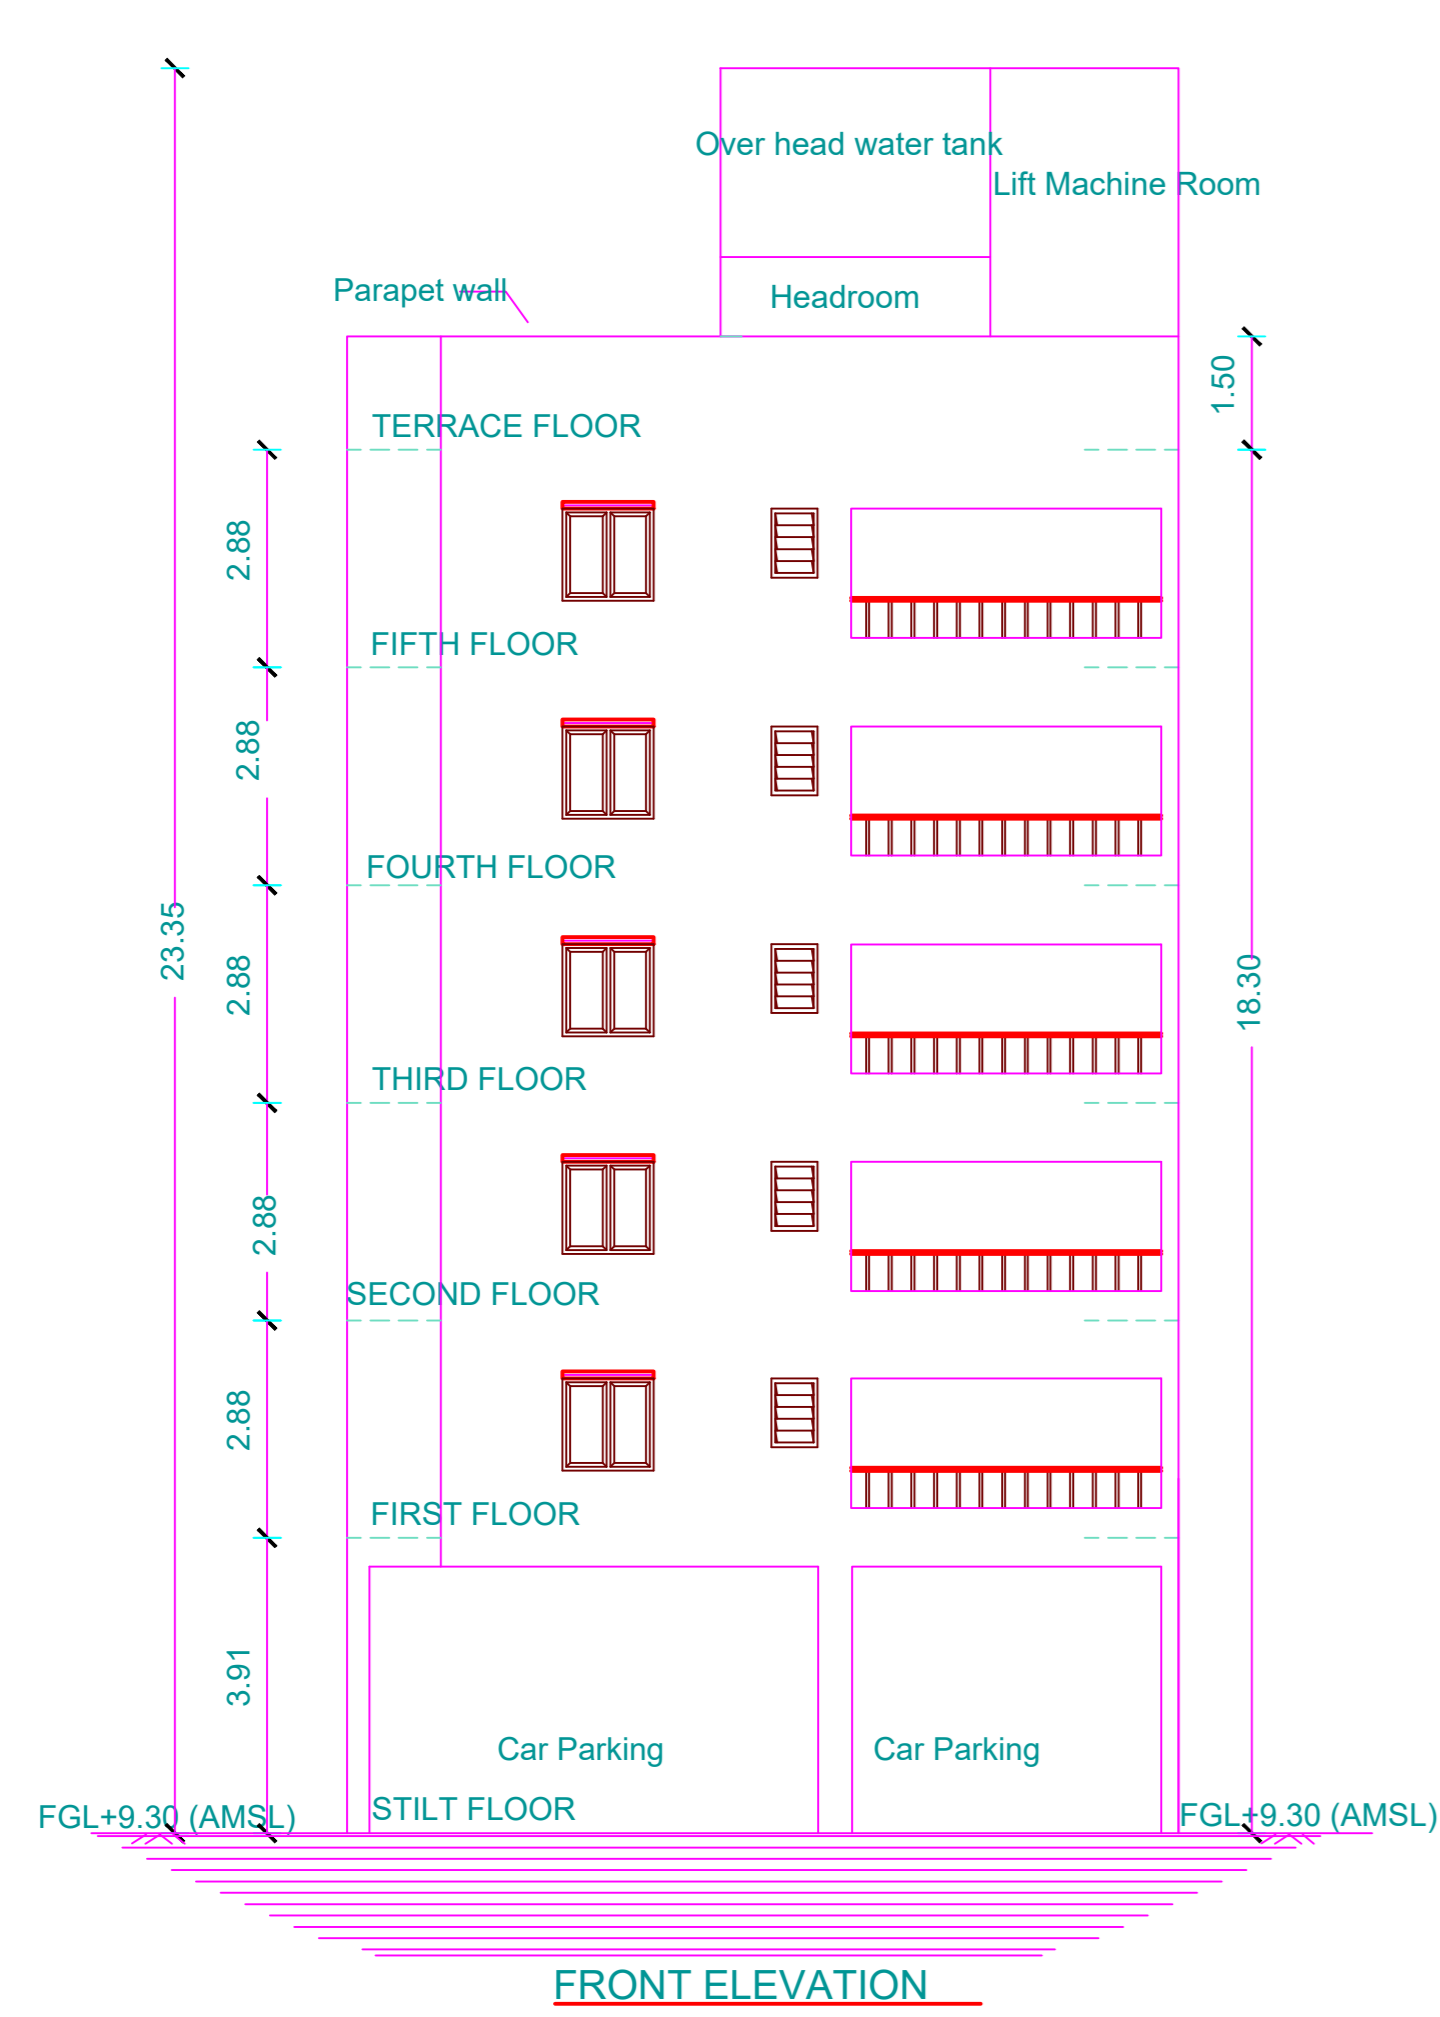 Over head water tank
Lift Machine Room
Parapet wall
Headroom
1.50
TERRACE FLOOR
2.88
FIFTH FLOOR
2.88
FOURTH FLOOR
23.35
2.88
18.30
THIRD FLOOR
2.88
SECOND FLOOR
2.88
FIRST FLOOR
3.91
Car Parking
Car Parking
STILT FLOOR
FGL+9.30 (AMSL)
FGL+9.30 (AMSL)
FRONT ELEVATION